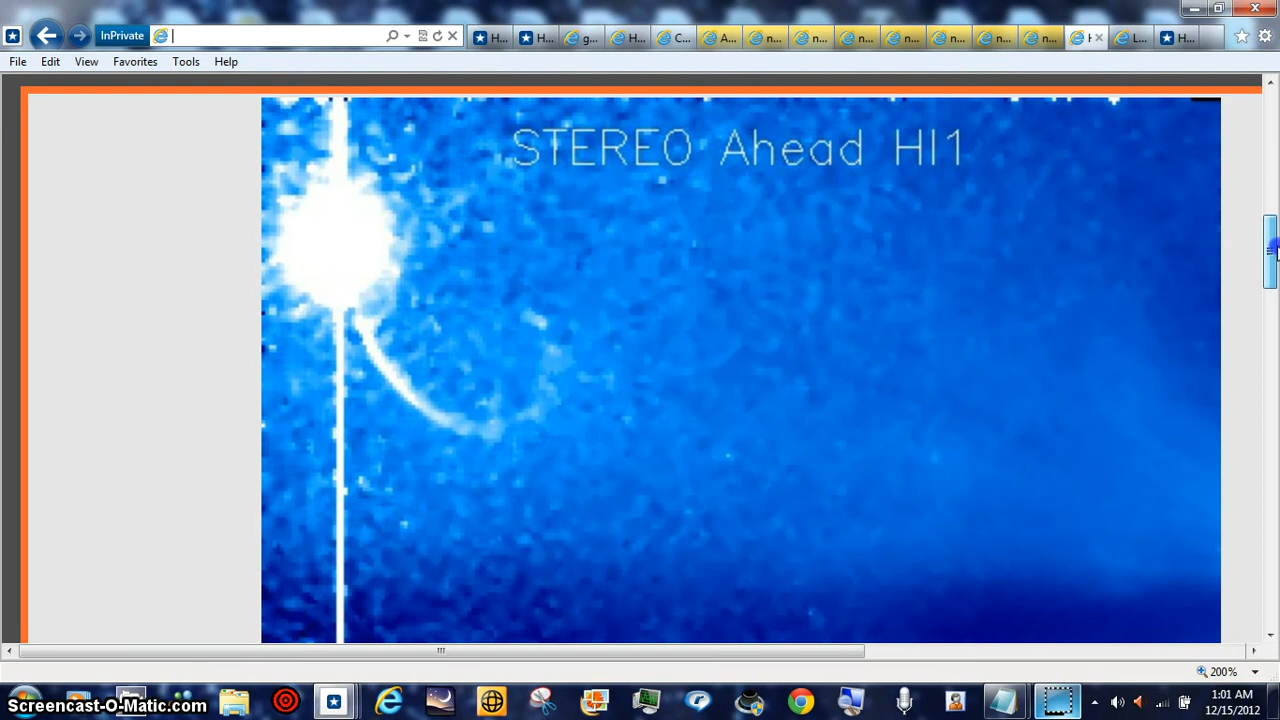 InPrivate
H...
H...
g...
H...
C...
A...
n...
n...
n...
n...
n...
n...
n...
H
L...
H...
File Edit View Favorites Tools Help
STEREO Ahead HI1
200%
Screencast-O-Matic.com
1:01 AM
12/15/2012